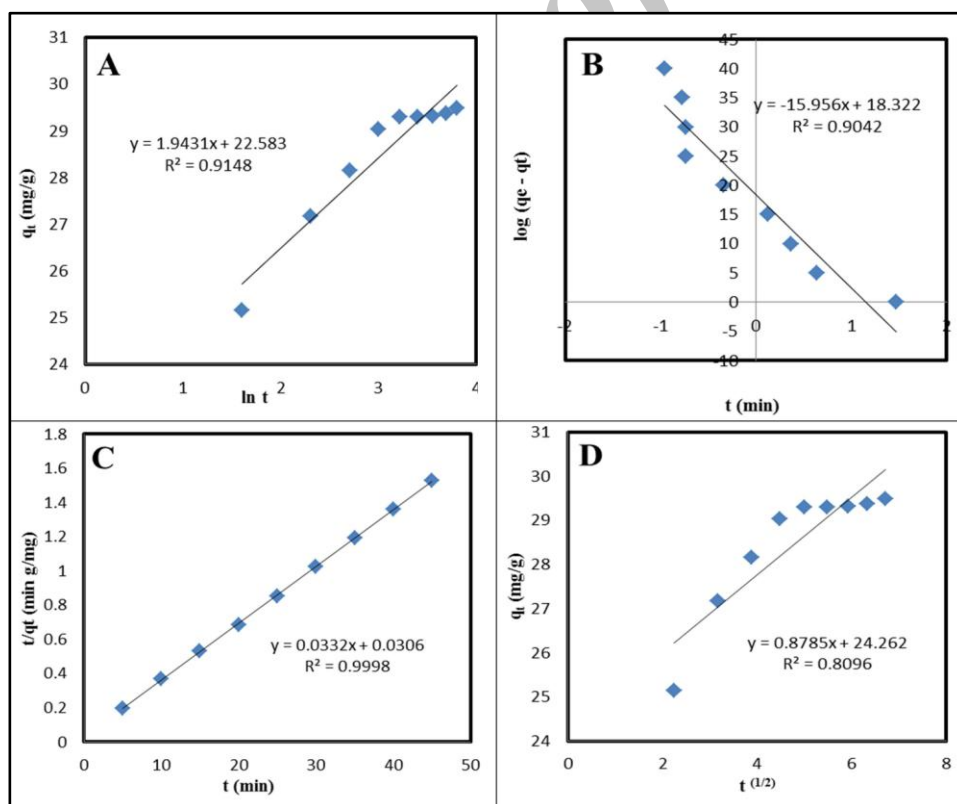 A
31
30
29
28
27
26
25
24
0
1
2
3
4
qt (mg/g)
ln t
y = 1.9431x + 22.583
R² = 0.9148
B
45
40
35
30
25
20
15
10
5
0
-5
-10
-2
-1
0
1
2
log (qe - qt)
t (min)
y = -15.956x + 18.322
R² = 0.9042
C
1.8
1.6
1.4
1.2
1
0.8
0.6
0.4
0.2
0
0
10
20
30
40
50
t/qt (min g/mg)
t (min)
y = 0.0332x + 0.0306
R² = 0.9998
D
31
30
29
28
27
26
25
24
0
2
4
6
8
qt (mg/g)
t (1/2)
y = 0.8785x + 24.262
R² = 0.8096